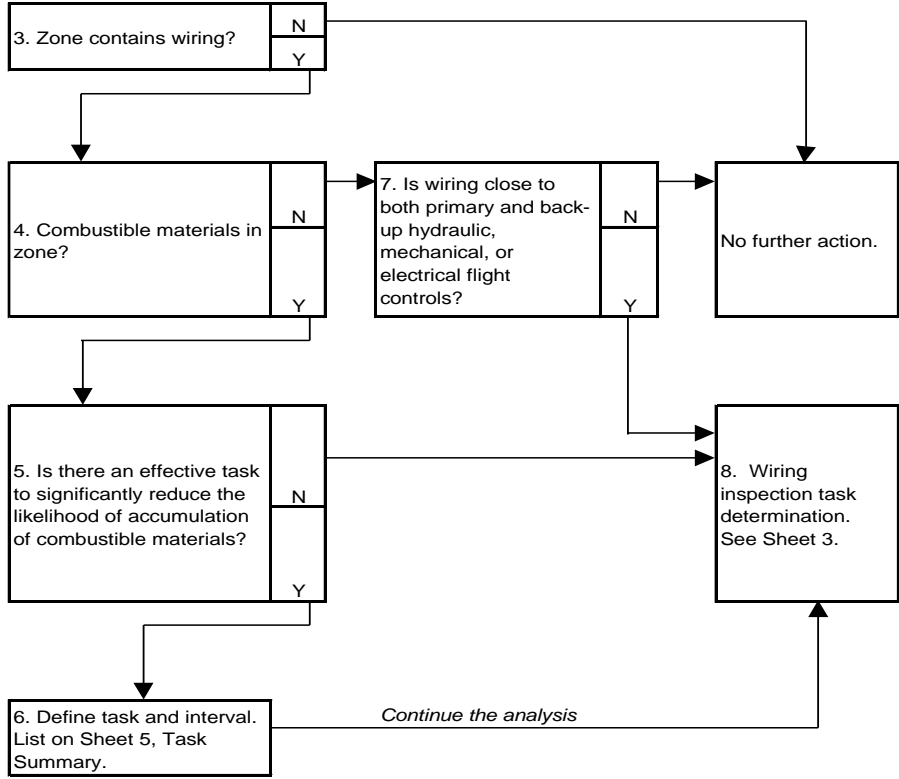 3. Zone contains wiring?
N
Y
4. Combustible materials in
zone?
N
Y
7. Is wiring close to
both primary and back-
up hydraulic,
mechanical, or
electrical flight
controls?
N
Y
No further action.
5. Is there an effective task
to significantly reduce the
likelihood of accumulation
of combustible materials?
N
Y
8. Wiring
inspection task
determination.
See Sheet 3.
6. Define task and interval.
List on Sheet 5, Task
Summary.
Continue the analysis